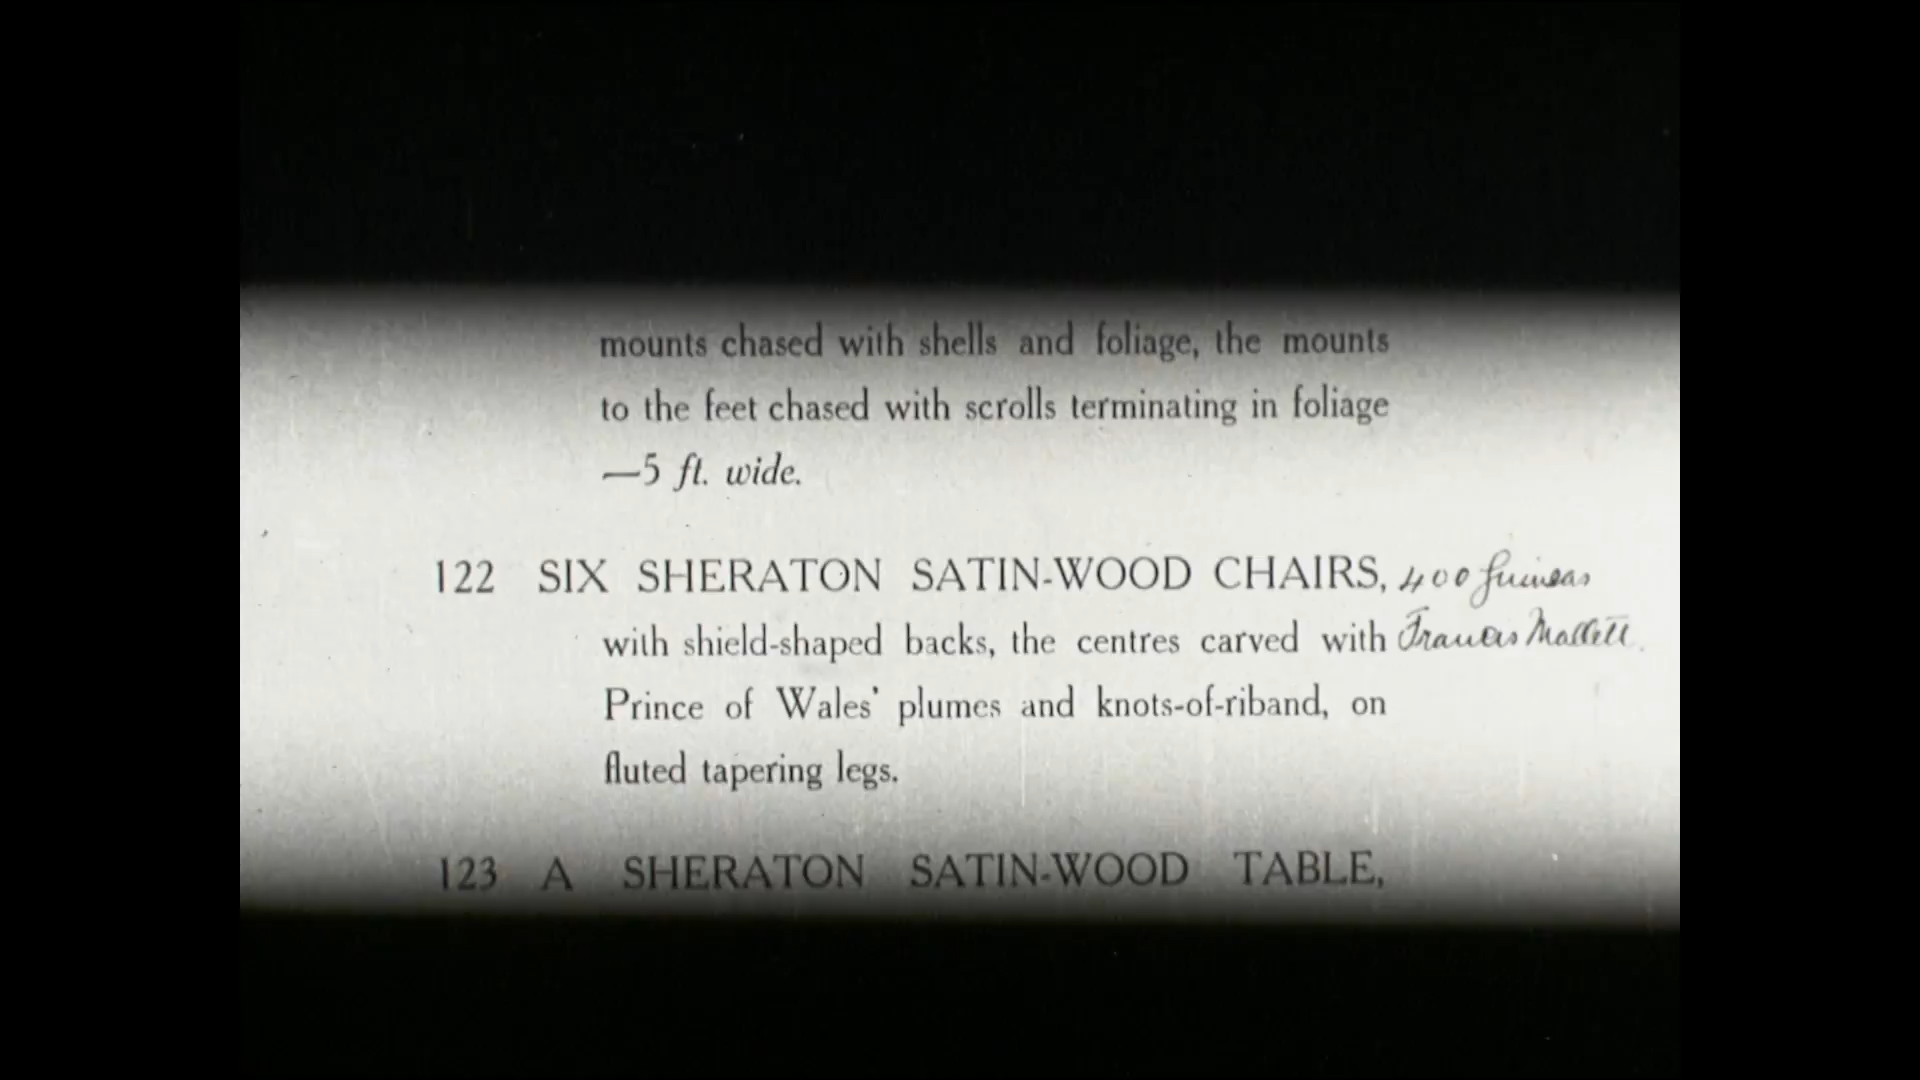 mounts chased with shells and foliage, the mounts
to the feet chased with scrolls terminating in foliage
—5 ft. wide.
122 SIX SHERATON SATIN-WOOD CHAIRS, 400 Guineas
with shield-shaped backs, the centres carved with Francis Mallett.
Prince of Wales' plumes and knots-of-riband, on
fluted tapering legs.
123 A SHERATON SATIN-WOOD TABLE,